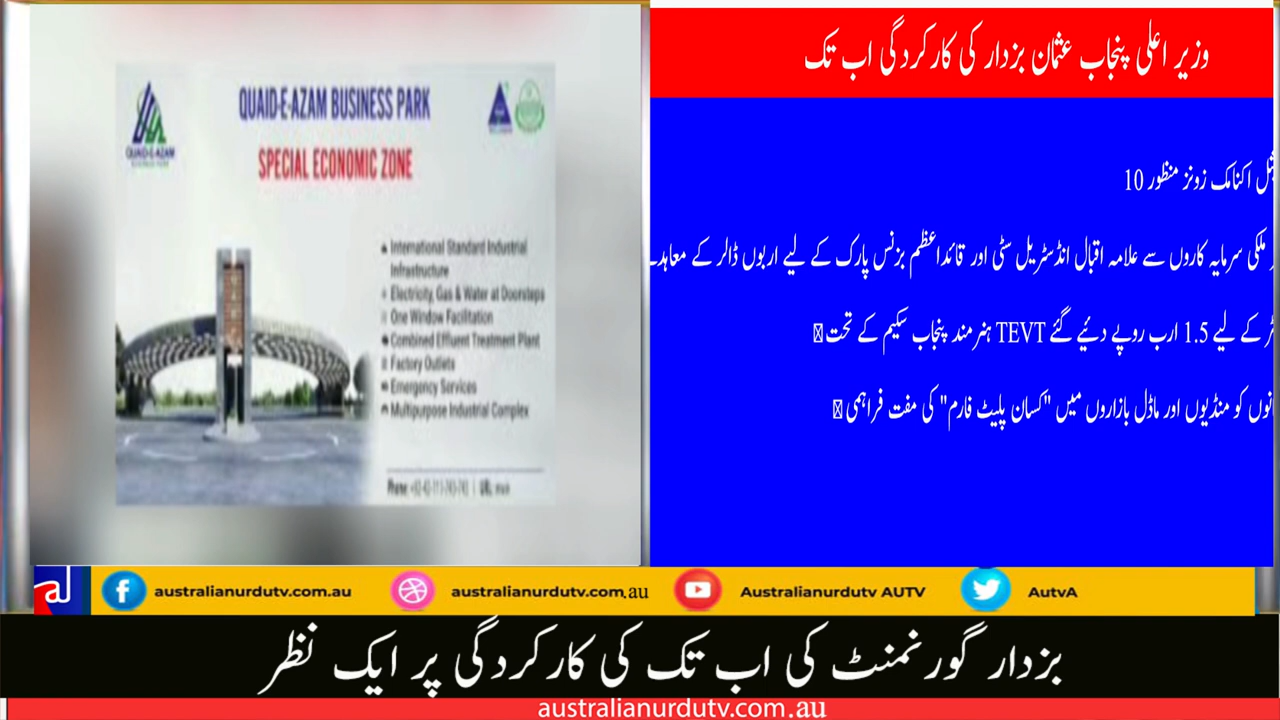 QUAID-E-AZAM BUSINESS PARK
SPECIAL ECONOMIC ZONE
QUAID-E-AZAM
International Standard Industrial
Infrastructure
Electricity, Gas & Water at Doorsteps
One Window Facilitation
Combined Effluent Treatment Plant
Factory Outlets
Emergency Services
Multipurpose Industrial Complex
Phone:
URL:
وزیر اعلی پنجاب عثمان بزدار کی کارکردگی اب تک
اکنامک زونز منظور 10
ملکی سرمایہ کاروں سے علامہ اقبال انڈسٹریل سٹی اور قائداعظم بزنس پارک کے لیے اربوں ڈالر کے
کے لیے 1.5 ارب روپے دئیے گئے TEVT ہنرمند پنجاب سکیم کے تحت
کو منڈیوں اور ماڈل بازاروں میں "کسان پلیٹ فارم" کی مفت فراہمی
australianurdutv.com.au
australianurdutv.com.au
Australianurdutv AUTV
AutvA
بزدار گورنمنٹ کی اب تک کی کارکردگی پر ایک نظر
australianurdutv.com.au